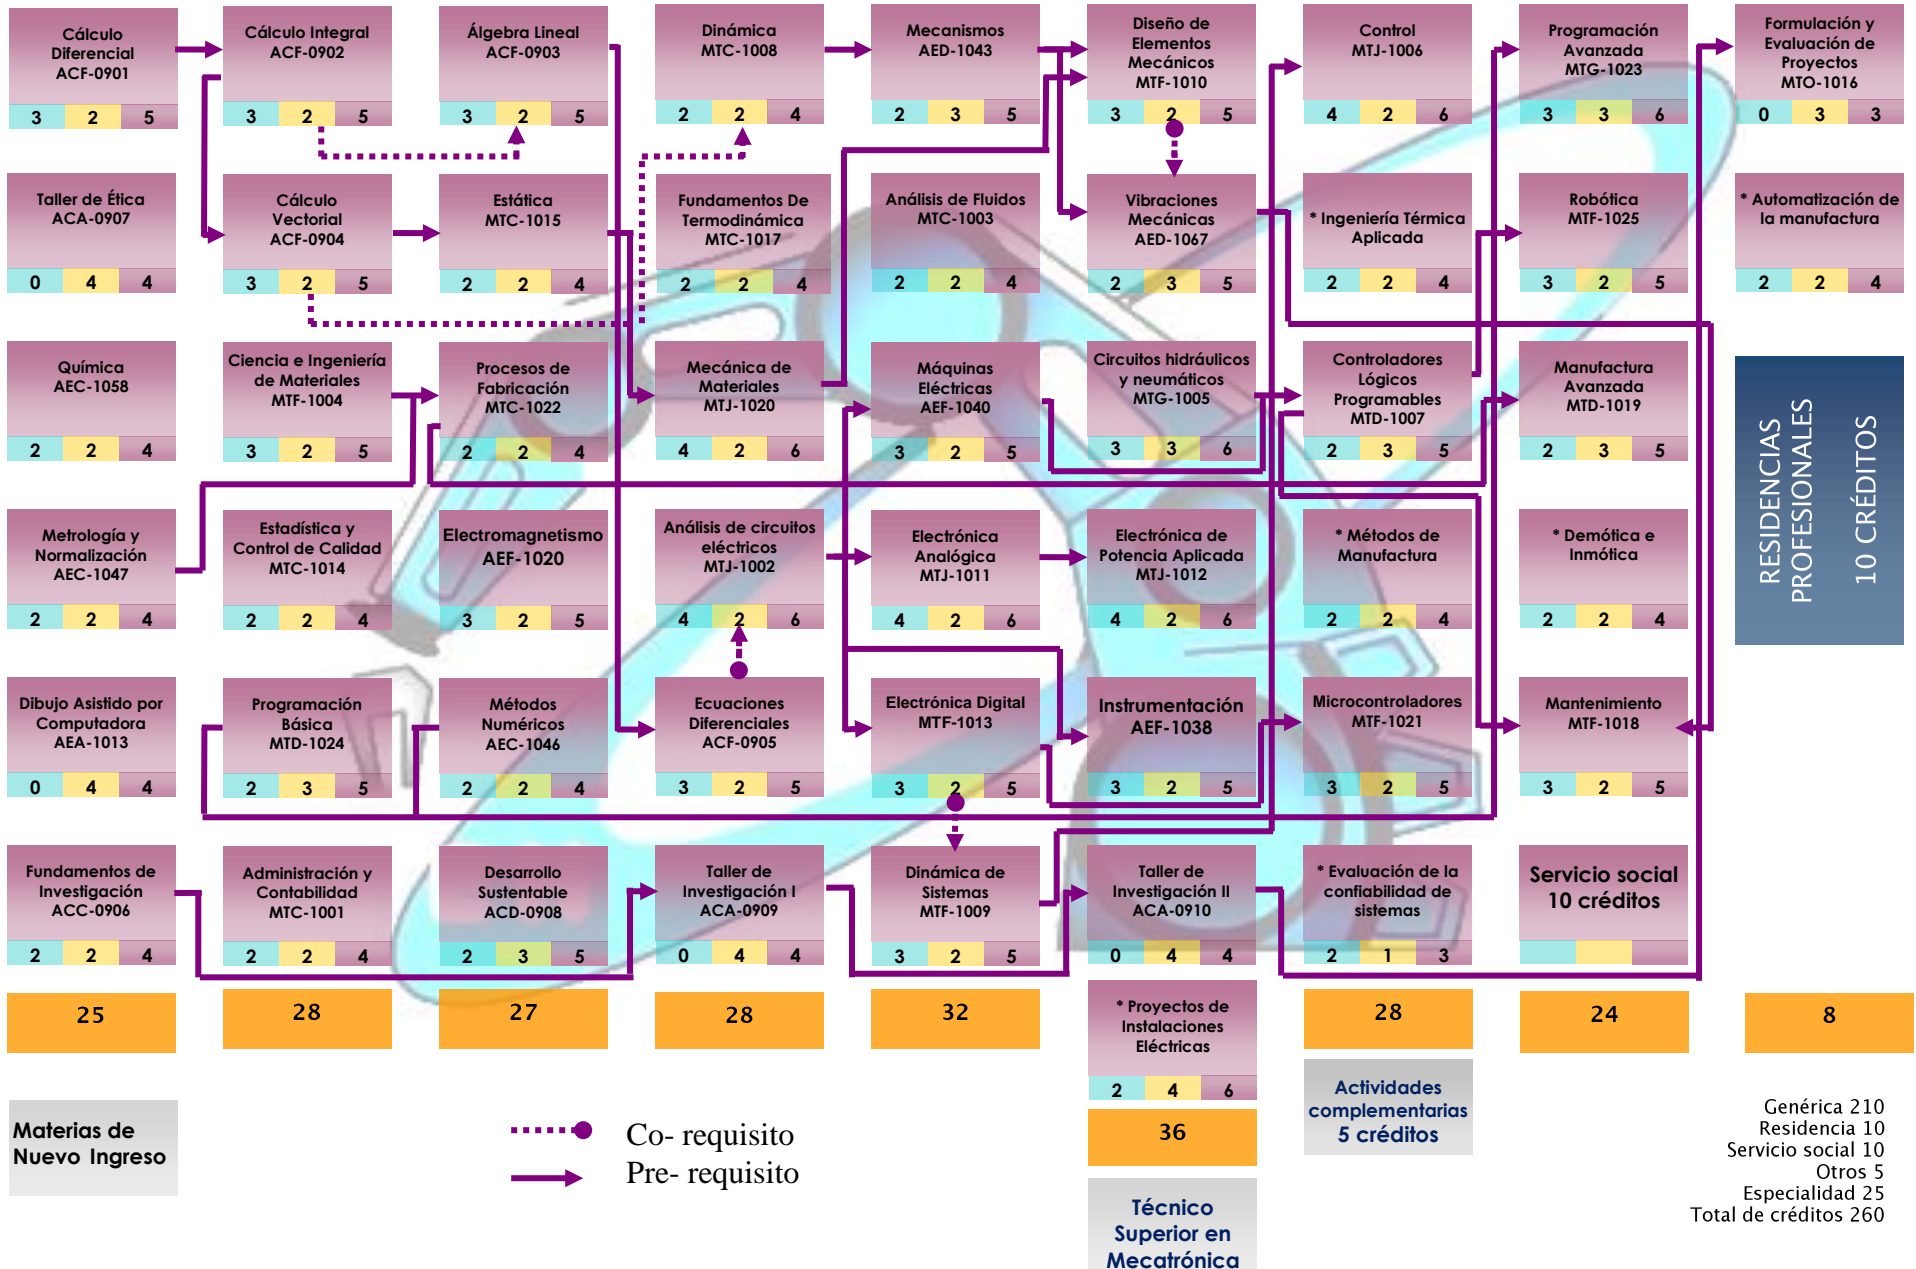 Cálculo
Diferencial
ACF-0901
3 2 5
Cálculo Integral
ACF-0902
3 2 5
Álgebra Lineal
ACF-0903
3 2 5
Dinámica
MTC-1008
2 2 4
Mecanismos
AED-1043
2 3 5
Diseño de
Elementos
Mecánicos
MTF-1010
3 2 5
Control
MTJ-1006
4 2 6
Programación
Avanzada
MTG-1023
3 3 6
Formulación y
Evaluación de
Proyectos
MTO-1016
0 3 3
Taller de Ética
ACA-0907
0 4 4
Cálculo
Vectorial
ACF-0904
3 2 5
Estática
MTC-1015
2 2 4
Fundamentos De
Termodinámica
MTC-1017
2 2 4
Análisis de Fluidos
MTC-1003
2 2 4
Vibraciones
Mecánicas
AED-1067
2 3 5
* Ingeniería Térmica
Aplicada
2 2 4
Robótica
MTF-1025
3 2 5
* Automatización de
la manufactura
2 2 4
Química
AEC-1058
2 2 4
Ciencia e Ingeniería
de Materiales
MTF-1004
3 2 5
Procesos de
Fabricación
MTC-1022
2 2 4
Mecánica de
Materiales
MTJ-1020
4 2 6
Máquinas
Eléctricas
AEF-1040
3 2 5
Circuitos hidráulicos
y neumáticos
MTG-1005
3 3 6
Controladores
Lógicos
Programables
MTD-1007
2 3 5
Manufactura
Avanzada
MTD-1019
2 3 5
RESIDENCIAS
PROFESIONALES
10 CRÉDITOS
Metrología y
Normalización
AEC-1047
2 2 4
Estadística y
Control de Calidad
MTC-1014
2 2 4
Electromagnetismo
AEF-1020
3 2 5
Análisis de circuitos
eléctricos
MTJ-1002
4 2 6
Electrónica
Analógica
MTJ-1011
4 2 6
Electrónica de
Potencia Aplicada
MTJ-1012
4 2 6
* Métodos de
Manufactura
2 2 4
* Demótica e
Inmótica
2 2 4
Dibujo Asistido por
Computadora
AEA-1013
0 4 4
Programación
Básica
MTD-1024
2 3 5
Métodos
Numéricos
AEC-1046
2 2 4
Ecuaciones
Diferenciales
ACF-0905
3 2 5
Electrónica Digital
MTF-1013
3 2 5
Instrumentación
AEF-1038
3 2 5
Microcontroladores
MTF-1021
3 2 5
Mantenimiento
MTF-1018
3 2 5
Fundamentos de
Investigación
ACC-0906
2 2 4
Administración y
Contabilidad
MTC-1001
2 2 4
Desarrollo
Sustentable
ACD-0908
2 3 5
Taller de
Investigación I
ACA-0909
0 4 4
Dinámica de
Sistemas
MTF-1009
3 2 5
Taller de
Investigación II
ACA-0910
0 4 4
* Evaluación de la
confiabilidad de
sistemas
2 1 3
Servicio social
10 créditos
25
28
27
28
32
* Proyectos de
Instalaciones
Eléctricas
2 4 6
28
24
8
36
Actividades
complementarias
5 créditos
Materias de
Nuevo Ingreso
Co- requisito
Pre- requisito
Técnico
Superior en
Mecatrónica
Genérica 210
Residencia 10
Servicio social 10
Otros 5
Especialidad 25
Total de créditos 260